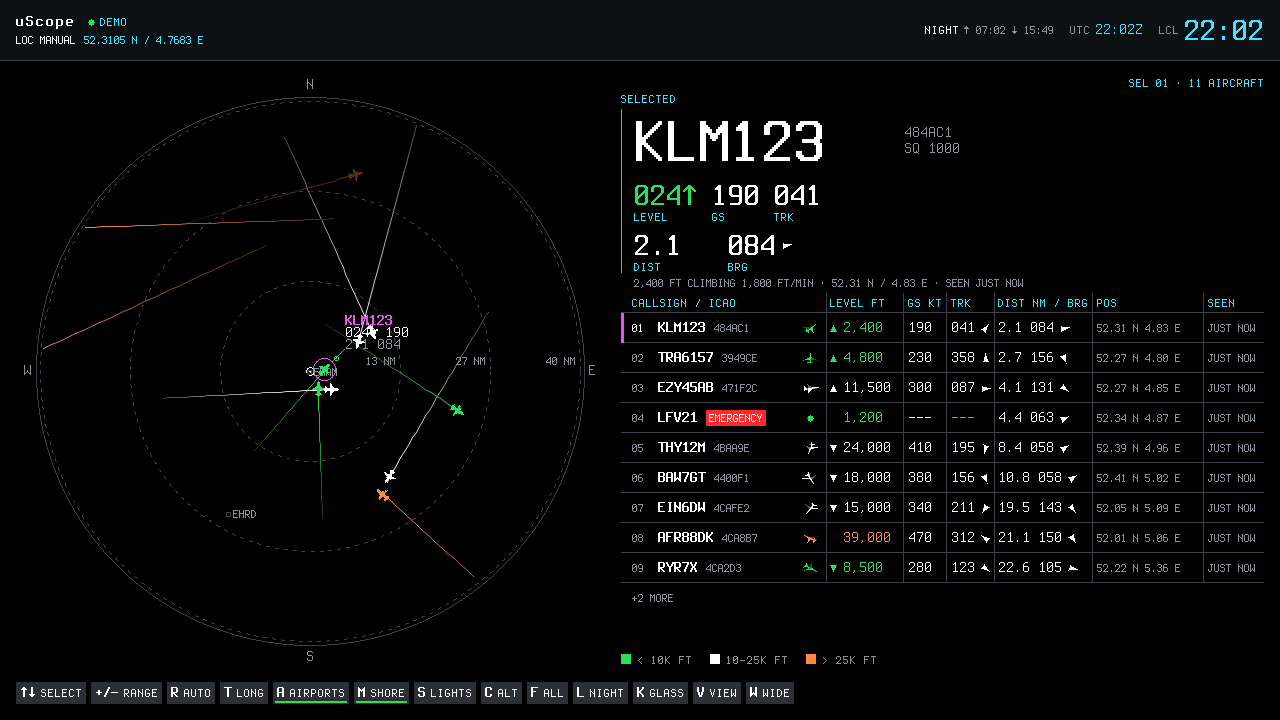 uScope DEMO
LOC MANUAL 52.3105 N / 4.7683 E
NIGHT ↑ 07:02 ↓ 15:49 UTC 22:02Z LCL 22:02
SEL 01 · 11 AIRCRAFT
SELECTED
KLM123
484AC1
SQ 1000
024↑ 190 041
LEVEL GS TRK
2.1 084
DIST BRG
2,400 FT CLIMBING 1,800 FT/MIN · 52.31 N / 4.83 E · SEEN JUST NOW
CALLSIGN / ICAO LEVEL FT GS KT TRK DIST NM / BRG POS SEEN
01 KLM123 484AC1 ▲ 2,400 190 041 2.1 084 52.31 N 4.83 E JUST NOW
02 TRA6157 3949CE ▲ 4,800 230 358 2.7 156 52.27 N 4.80 E JUST NOW
03 EZY45AB 471F2C ▲ 11,500 300 087 4.1 131 52.27 N 4.85 E JUST NOW
04 LFV21 EMERGENCY 1,200 --- --- 4.4 063 52.34 N 4.87 E JUST NOW
05 THY12M 4BAA9E ▼ 24,000 410 195 8.4 058 52.39 N 4.96 E JUST NOW
06 BAW7GT 4400F1 ▼ 18,000 380 156 10.8 058 52.41 N 5.02 E JUST NOW
07 EIN6DW 4CAFE2 ▼ 15,000 340 211 19.5 143 52.05 N 5.09 E JUST NOW
08 AFR88DK 4CA8B7 39,000 470 312 21.1 150 52.01 N 5.06 E JUST NOW
09 RYR7X 4CA2D3 ▼ 8,500 280 123 22.6 105 52.22 N 5.36 E JUST NOW
+2 MORE
< 10K FT 10-25K FT > 25K FT
N
KLM123
190
084
13 NM 27 NM 40 NM
W E
EHRD
S
↑↓ SELECT +/- RANGE R AUTO T LONG A AIRPORTS M SHORE S LIGHTS C ALT F ALL L NIGHT K GLASS V VIEW W WIDE